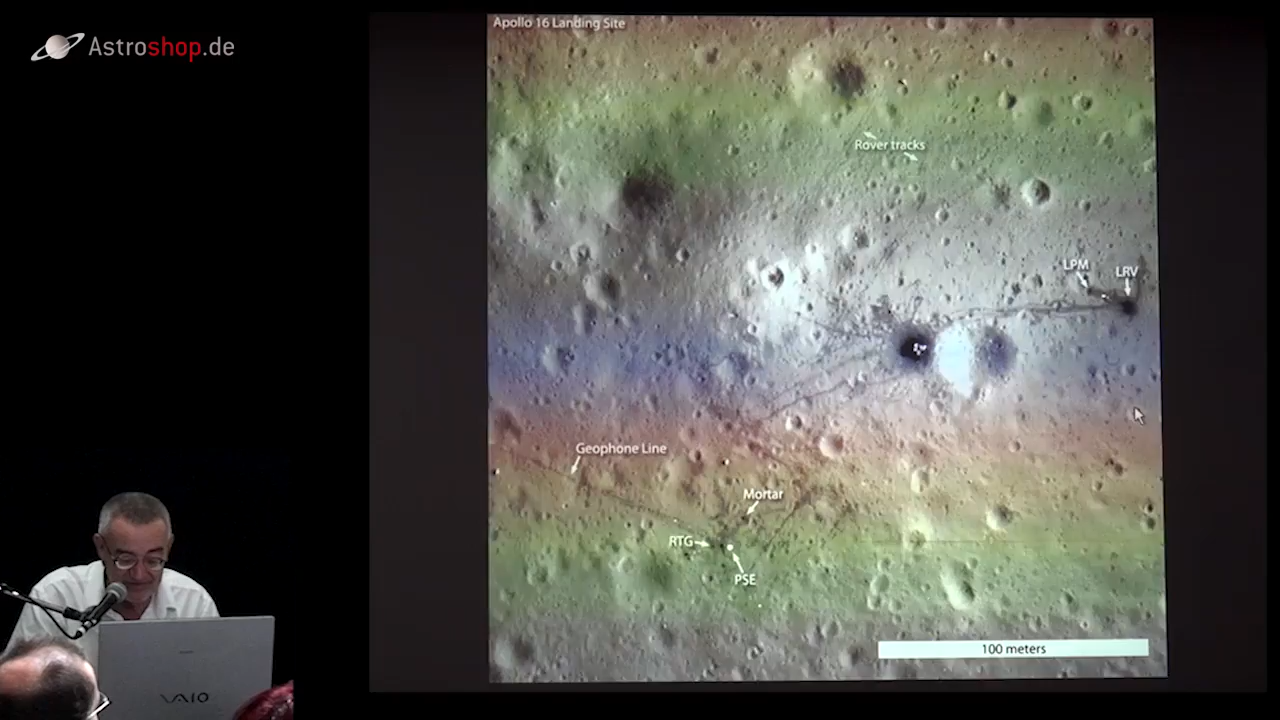 Astroshop.de
Apollo 16 Landing Site
Rover tracks
LPM
LRV
Geophone Line
Mortar
RTG
PSE
100 meters
VAIO